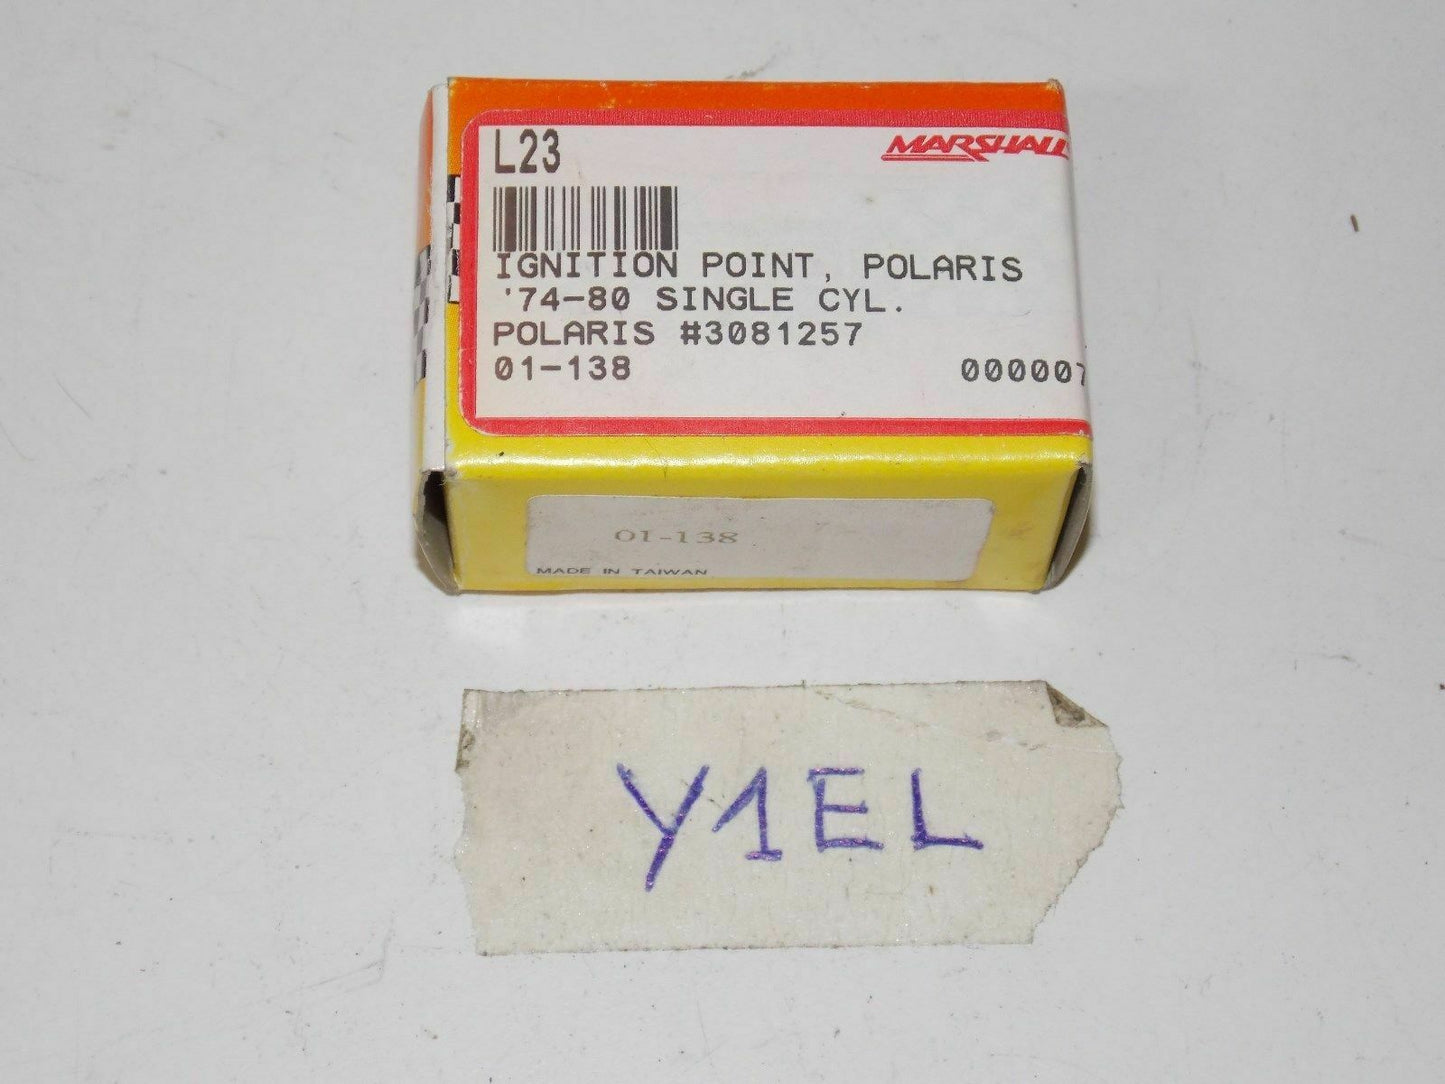 L23
MARSHALL
IGNITION POINT, POLARIS
'74-80 SINGLE CYL.
POLARIS #3081257
01-138 000007
01-138
MADE IN TAIWAN
Y1EL